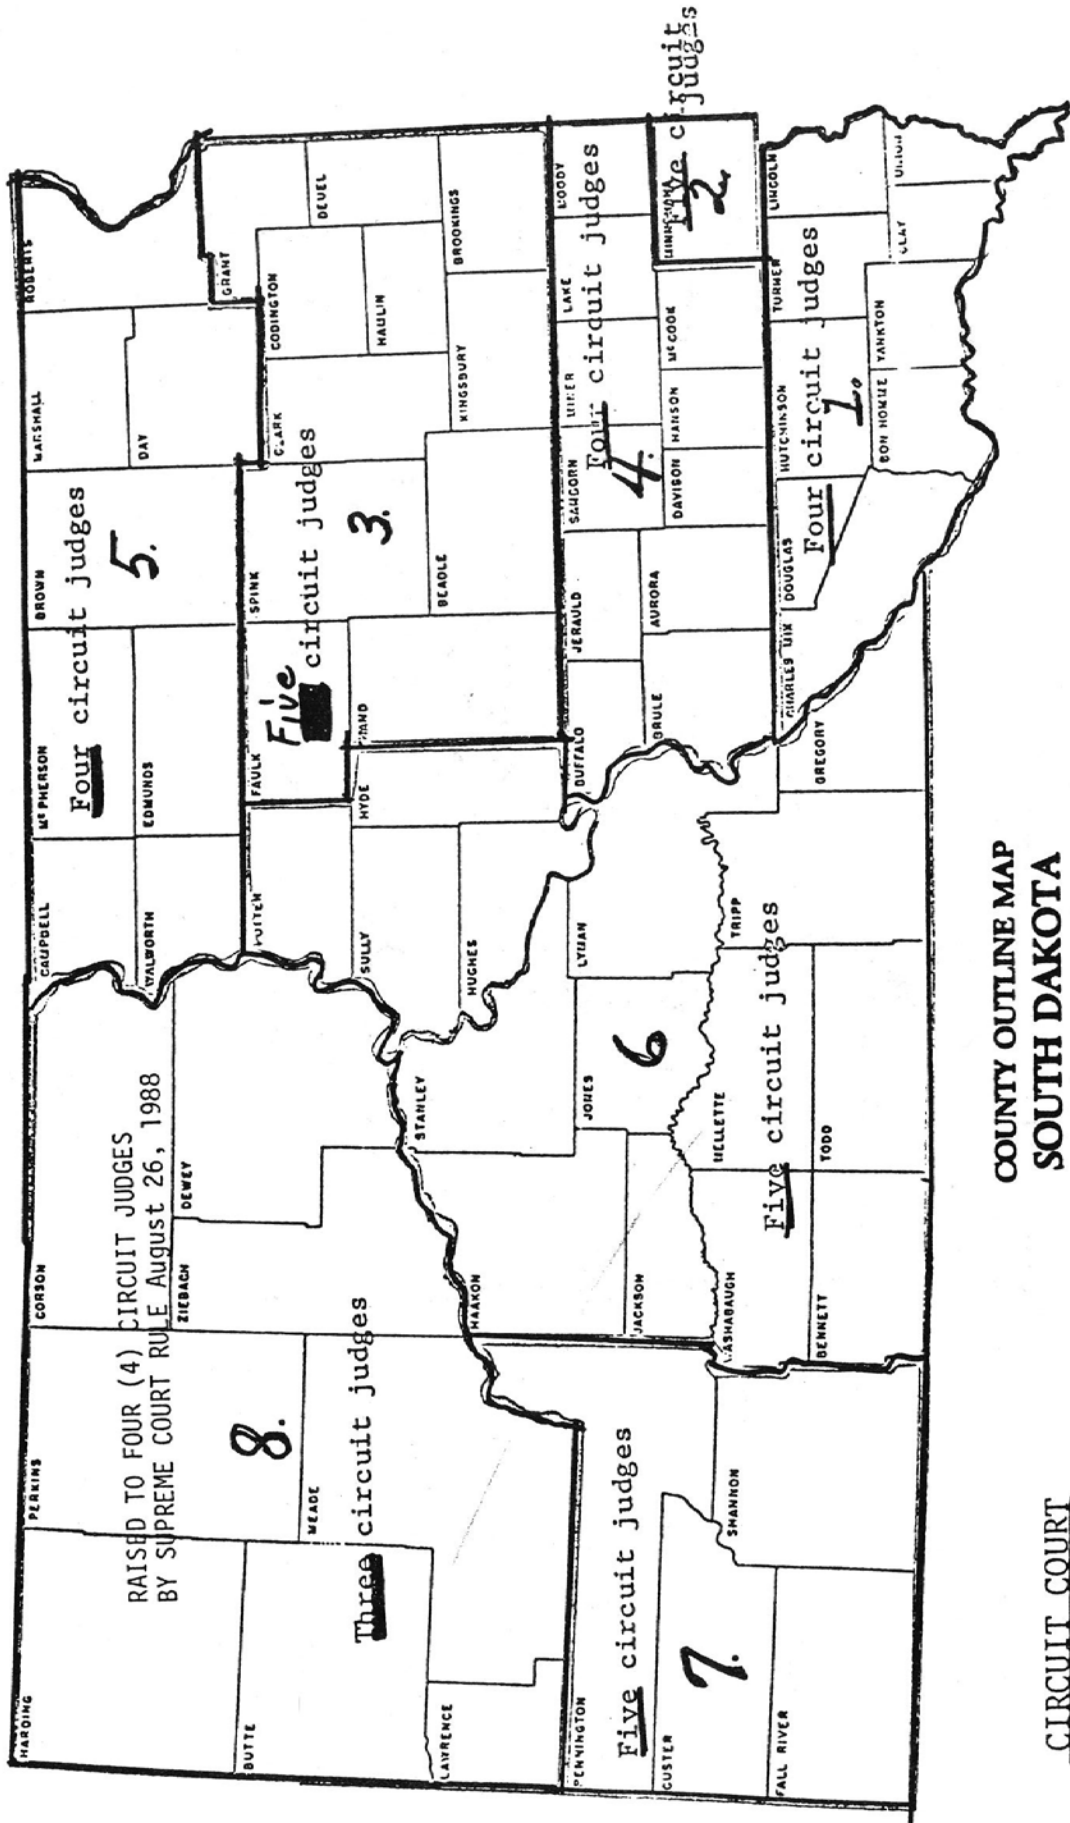 HARDING
PERKINS
CORSON
CAMPBELL
McPHERSON
BROWN
MARSHALL
ROBERTS
RAISED TO FOUR (4) CIRCUIT JUDGES
BY SUPREME COURT RULE August 26, 1988
Four circuit judges
5.
WALWORTH
EDMUNDS
DAY
GRANT
BUTTE
8.
ZIEBACH
DEWEY
POTTER
FAULK
SPINK
CLARK
CODINGTON
DEUEL
Five circuit judges
3.
MEADE
Three circuit judges
SULLY
HYDE
HAND
HAMLIN
BEADLE
KINGSBURY
BROOKINGS
LAWRENCE
HAAKON
STANLEY
HUGHES
PENNINGTON
Five circuit judges
JONES
LYMAN
BUFFALO
JERAULD
SANBORN
MINER
LAKE
MOODY
Four circuit judges
4.
6
CUSTER
7.
JACKSON
BRULE
AURORA
DAVISON
HANSON
McCOOK
MINNEHAHA
Five circuit
judges
2
SHANNON
WASHABAUGH
MELLETTE
TRIPP
Five circuit judges
FALL RIVER
BENNETT
TODD
GREGORY
CHARLES MIX
DOUGLAS
HUTCHINSON
TURNER
LINCOLN
Four circuit judges
1.
BON HOMME
YANKTON
CLAY
UNION
COUNTY OUTLINE MAP
SOUTH DAKOTA
CIRCUIT COURT